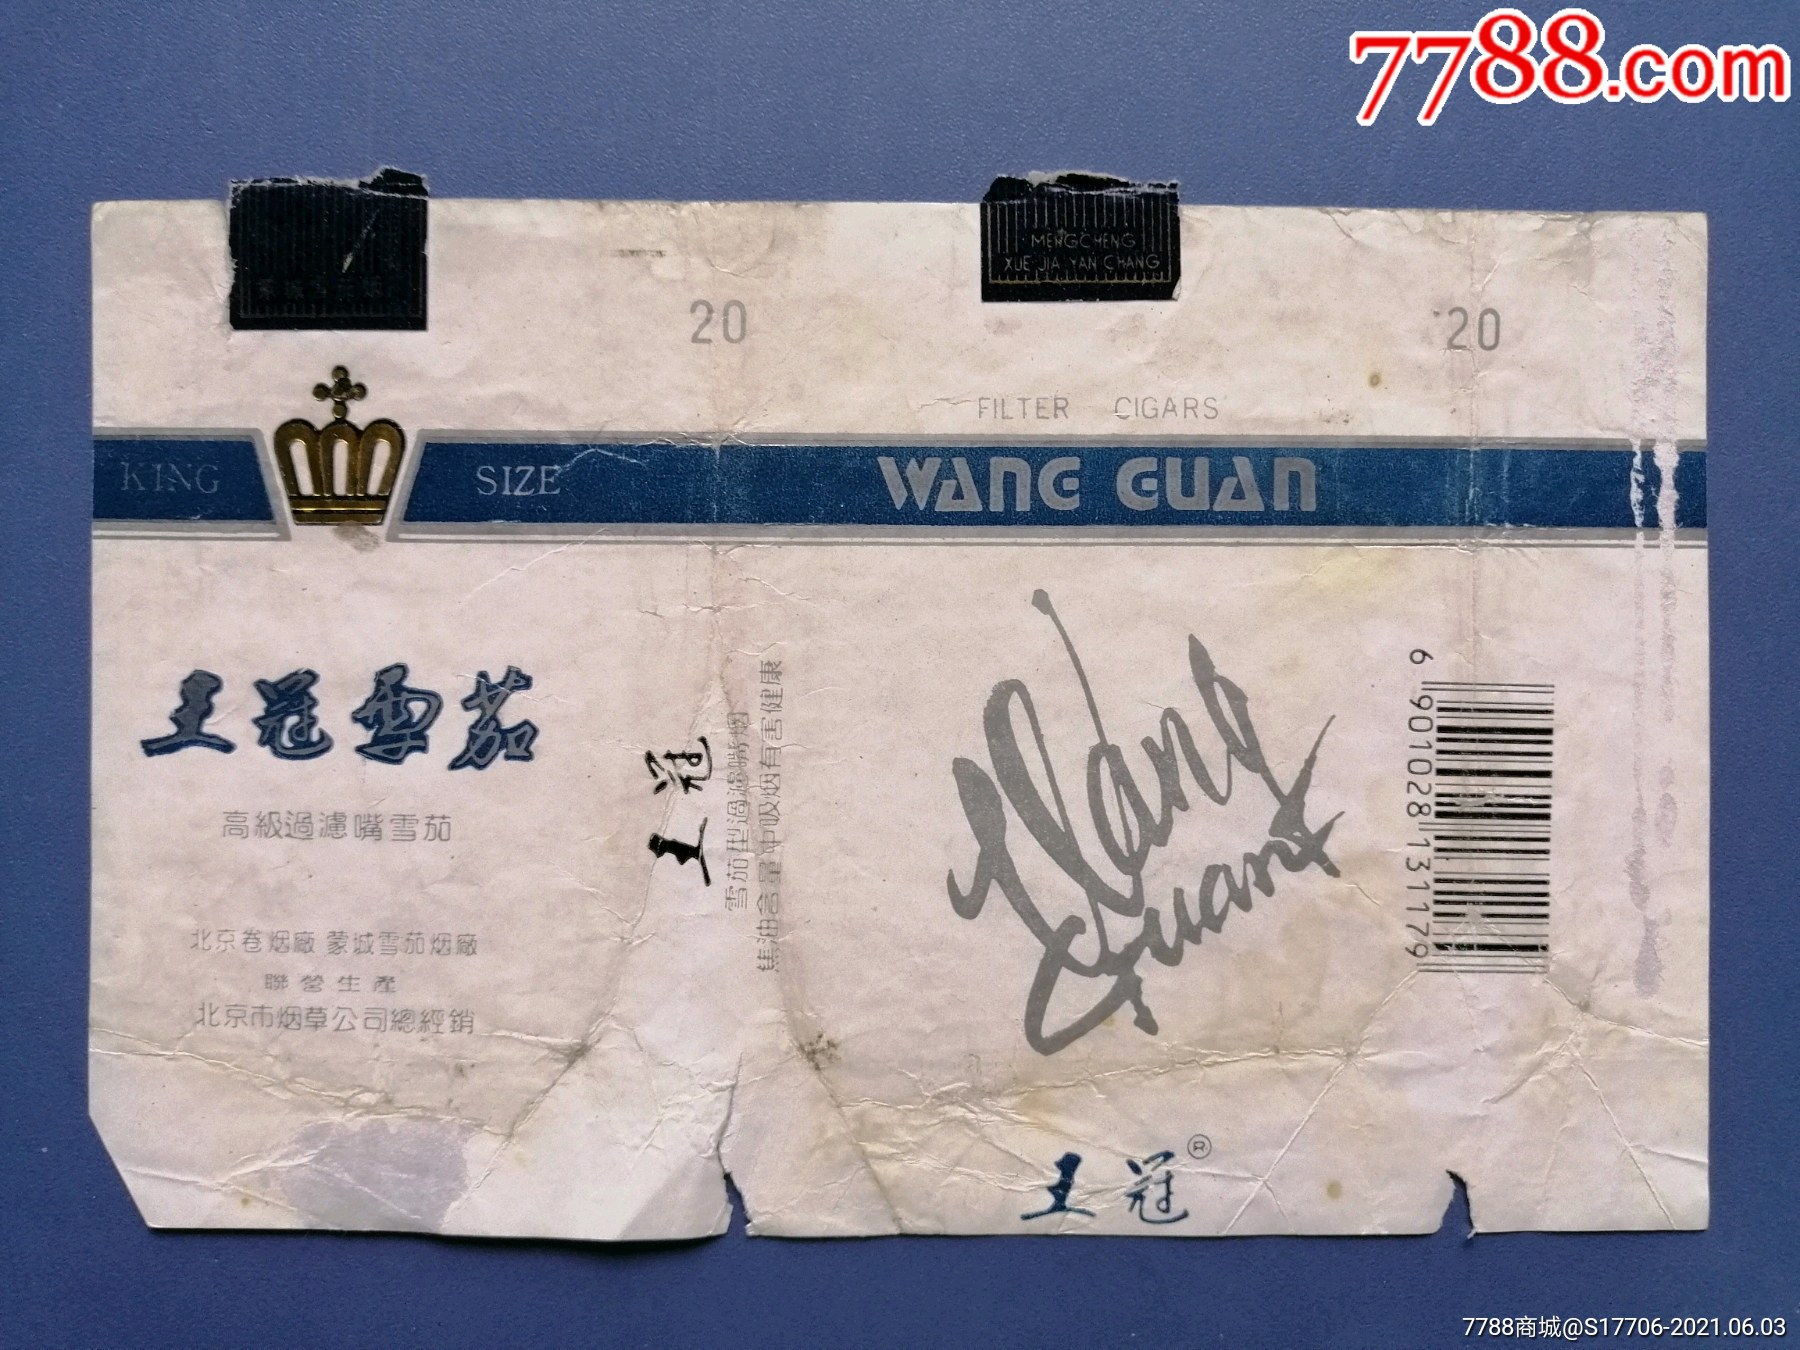 7788.com
MENGCHENG
XUE JIA YAN CHANG
20
20
FILTER CIGARS
KING SIZE
WANG GUAN
王冠雪茄
高級過濾嘴雪茄
北京卷烟廠 蒙城雪茄烟廠
聯營生產
北京市烟草公司總經銷
王冠
雪茄型過濾嘴烟
焦油含量中吸烟有害健康
Wang Guan
6 901028 131179
王冠®
7788商城@S17706-2021.06.03